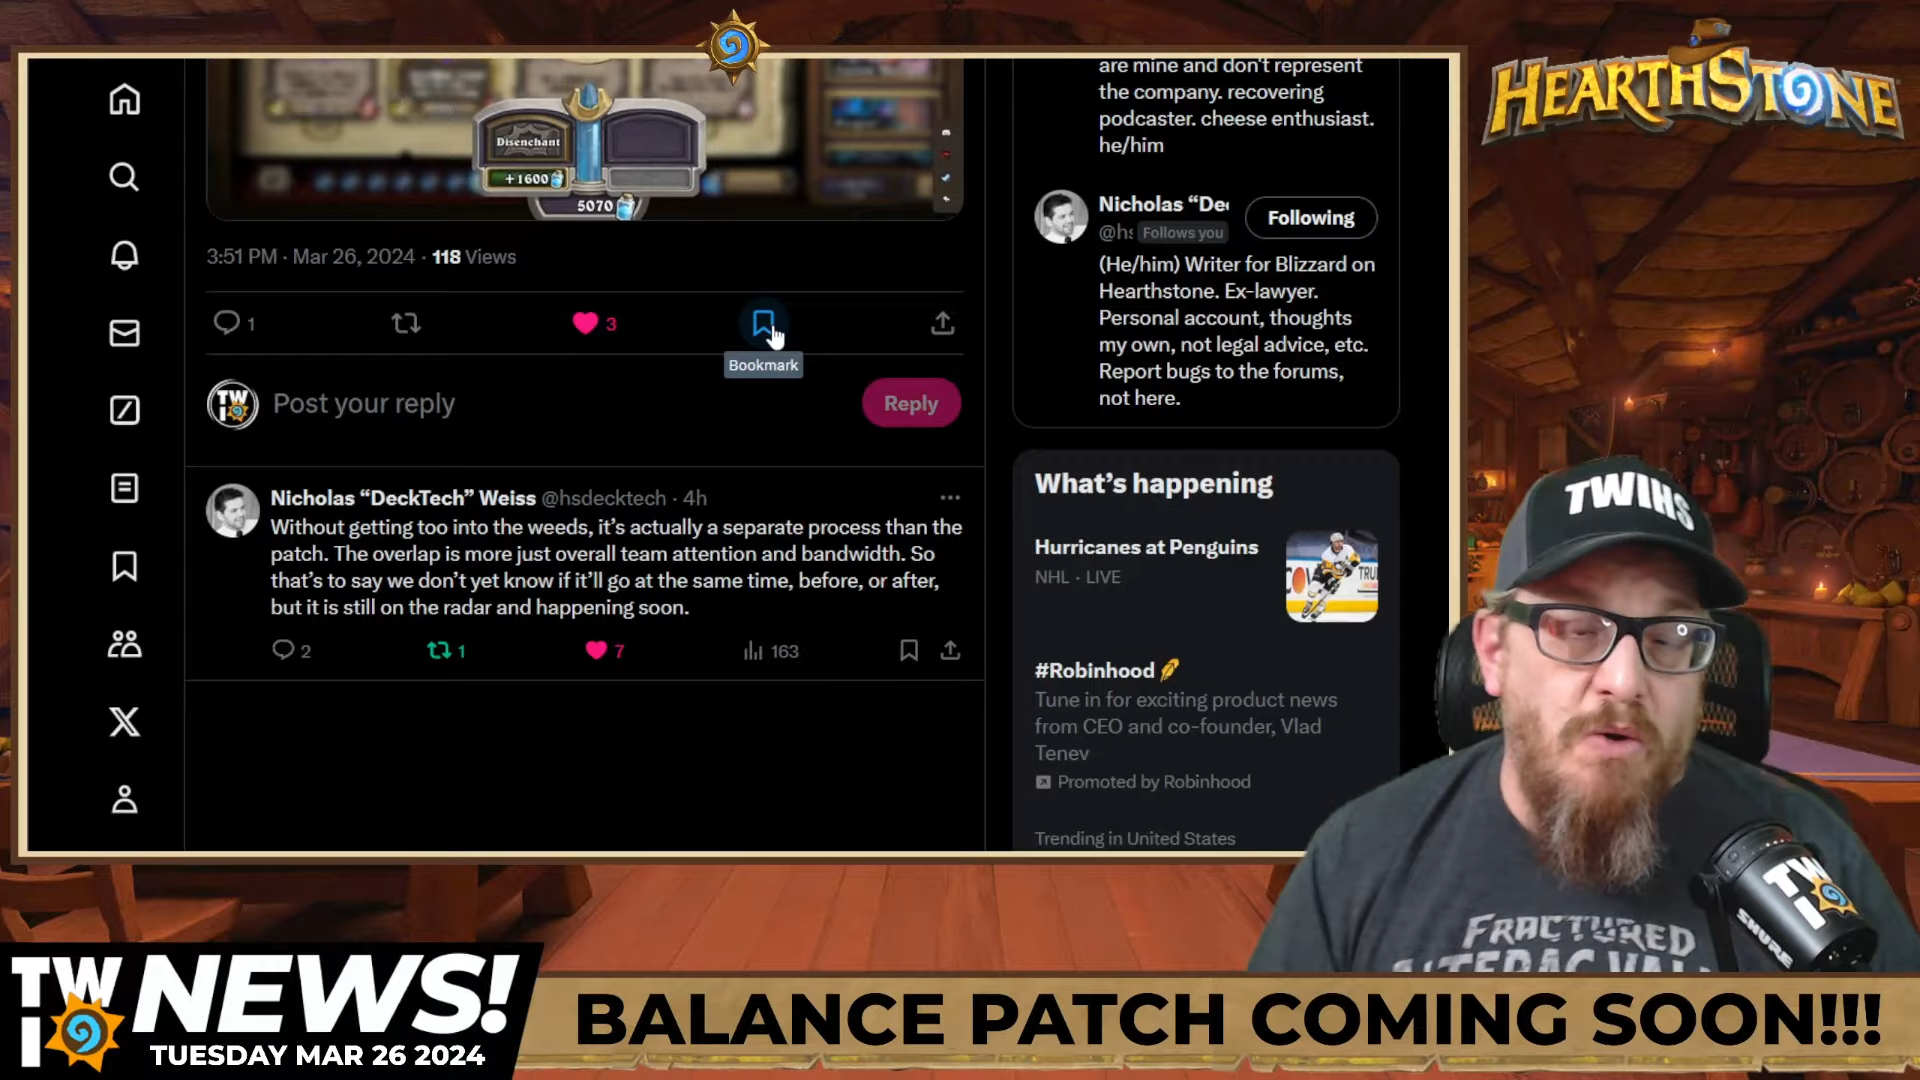 HEARTHSTONE
Disenchant
+1600
5070
3:51 PM · Mar 26, 2024 · 118 Views
1
3
Bookmark
TW
Post your reply
Reply
Nicholas “DeckTech” Weiss @hsdecktech · 4h
Without getting too into the weeds, it’s actually a separate process than the
patch. The overlap is more just overall team attention and bandwidth. So
that’s to say we don’t yet know if it’ll go at the same time, before, or after,
but it is still on the radar and happening soon.
2
1
7
163
are mine and don't represent
the company. recovering
podcaster. cheese enthusiast.
he/him
Nicholas “De
@hs Follows you
Following
(He/him) Writer for Blizzard on
Hearthstone. Ex-lawyer.
Personal account, thoughts
my own, not legal advice, etc.
Report bugs to the forums,
not here.
What’s happening
Hurricanes at Penguins
NHL · LIVE
#Robinhood
Tune in for exciting product news
from CEO and co-founder, Vlad
Tenev
Promoted by Robinhood
Trending in United States
TWIHS
TW
SHURE
FRACTURED
TW
NEWS!
TUESDAY MAR 26 2024
BALANCE PATCH COMING SOON!!!